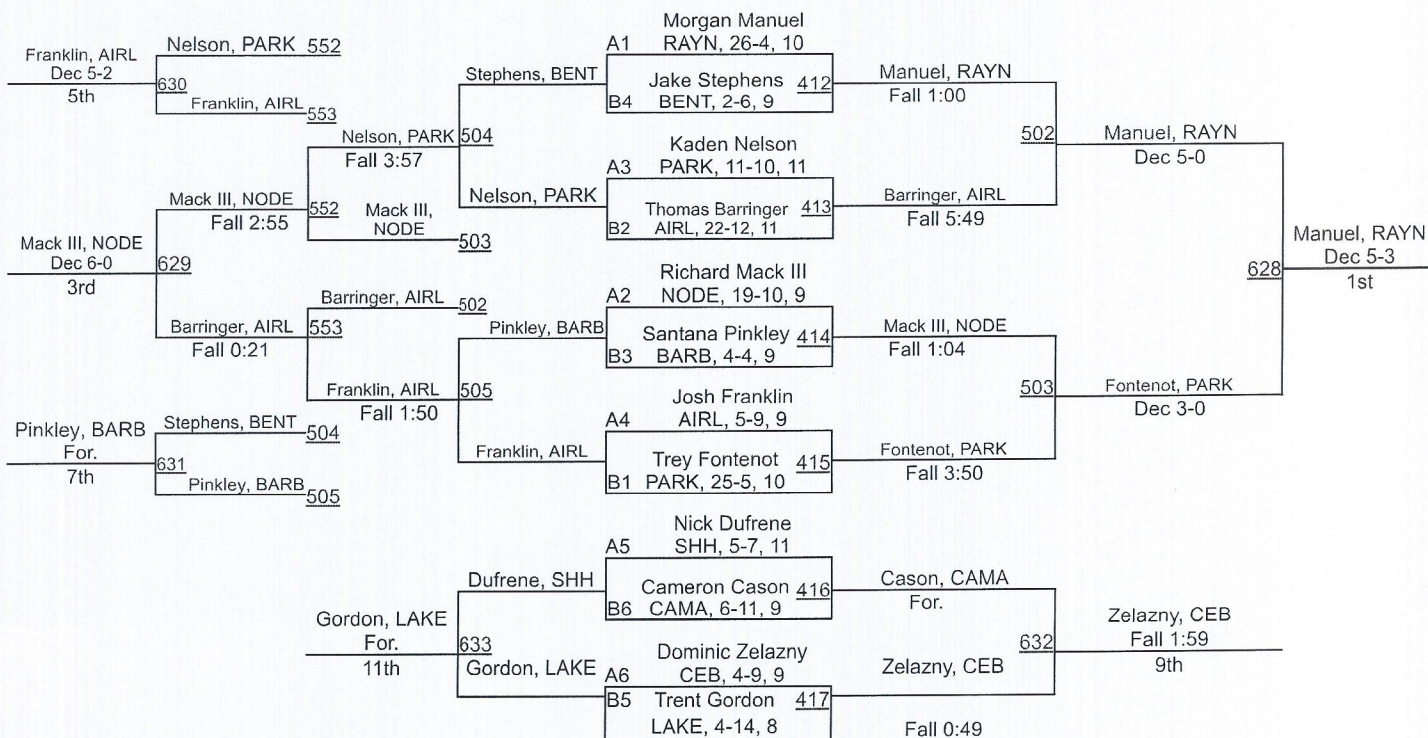 Franklin, AIRL
Dec 5-2
5th
Nelson, PARK 552
630
Franklin, AIRL 553
Mack III, NODE
Dec 6-0
3rd
629
Mack III, NODE
Fall 2:55
552
Barringer, AIRL
Fall 0:21
553
Nelson, PARK
Fall 3:57
504
Mack III,
NODE
503
Barringer, AIRL 502
Franklin, AIRL
Fall 1:50
505
Pinkley, BARB
For.
7th
631
Stephens, BENT 504
Pinkley, BARB 505
Stephens, BENT
Nelson, PARK
Pinkley, BARB
Franklin, AIRL
Morgan Manuel
A1 RAYN, 26-4, 10
Jake Stephens 412
B4 BENT, 2-6, 9
Kaden Nelson
A3 PARK, 11-10, 11
Thomas Barringer 413
B2 AIRL, 22-12, 11
Richard Mack III
A2 NODE, 19-10, 9
Santana Pinkley 414
B3 BARB, 4-4, 9
Josh Franklin
A4 AIRL, 5-9, 9
Trey Fontenot 415
B1 PARK, 25-5, 10
Manuel, RAYN
Fall 1:00
Barringer, AIRL
Fall 5:49
Mack III, NODE
Fall 1:04
Fontenot, PARK
Fall 3:50
502
Manuel, RAYN
Dec 5-0
503
Fontenot, PARK
Dec 3-0
628
Manuel, RAYN
Dec 5-3
1st
Gordon, LAKE
For.
11th
633
Dufrene, SHH
Gordon, LAKE
Nick Dufrene
A5 SHH, 5-7, 11
Cameron Cason 416
B6 CAMA, 6-11, 9
Dominic Zelazny
A6 CEB, 4-9, 9
B5 Trent Gordon 417
LAKE, 4-14, 8
Cason, CAMA
For.
Zelazny, CEB
Fall 0:49
632
Zelazny, CEB
Fall 1:59
9th